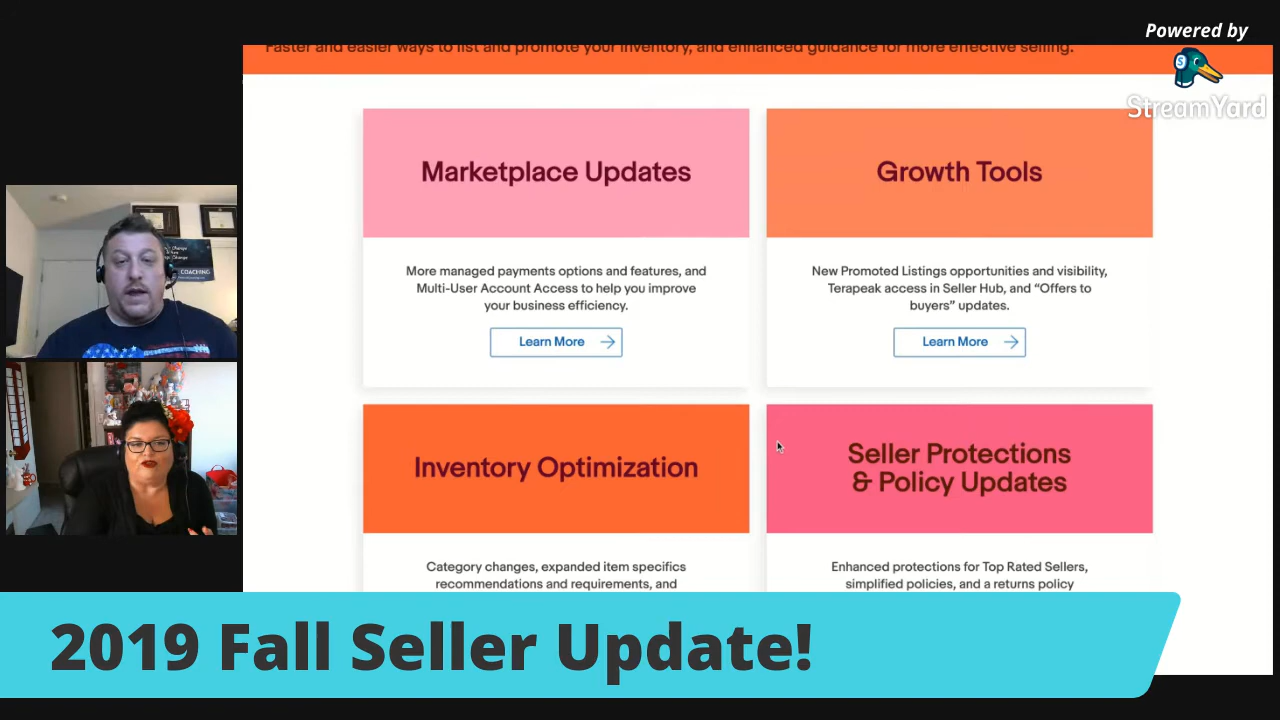 Powered by
StreamYard
Faster and easier ways to list and promote your inventory, and enhanced guidance for more effective selling.
Marketplace Updates
More managed payments options and features, and
Multi-User Account Access to help you improve
your business efficiency.
Learn More
Growth Tools
New Promoted Listings opportunities and visibility,
Terapeak access in Seller Hub, and “Offers to
buyers” updates.
Learn More
COACHING
Inventory Optimization
Category changes, expanded item specifics
recommendations and requirements, and
Seller Protections
& Policy Updates
Enhanced protections for Top Rated Sellers,
simplified policies, and a returns policy
2019 Fall Seller Update!